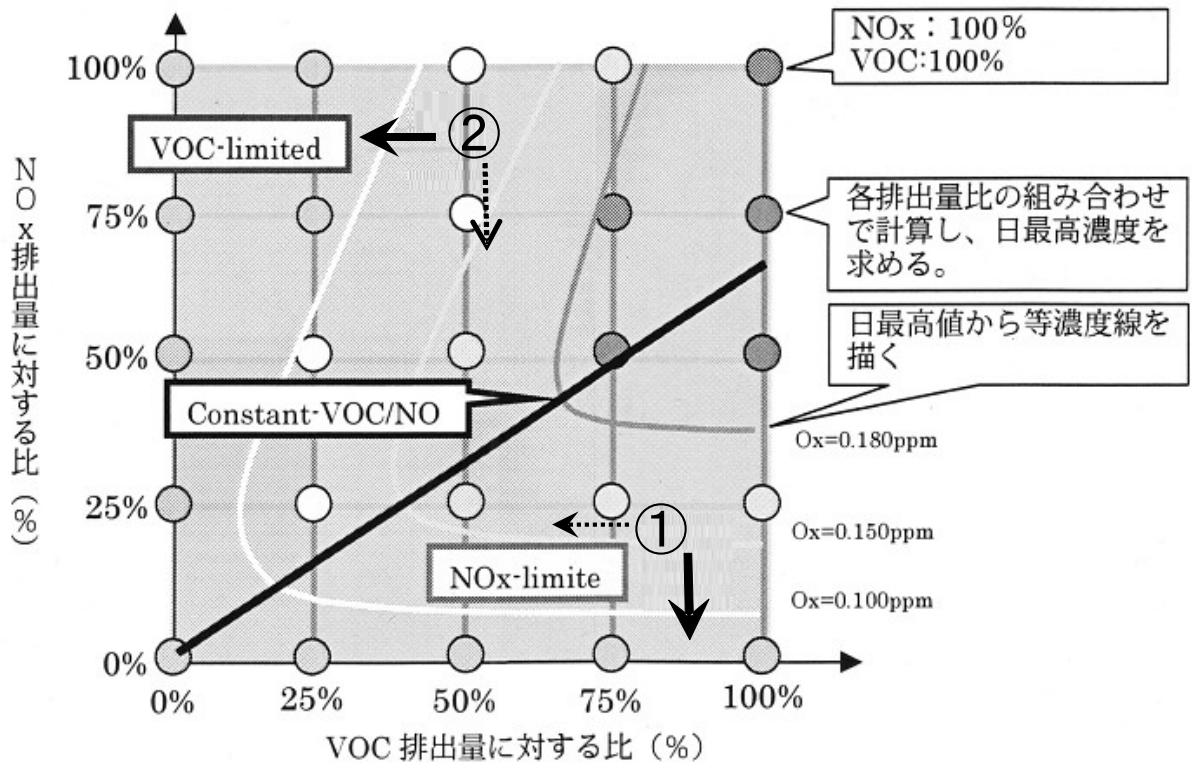 NOx：100%
VOC:100%
100%
②
VOC-limited
75%
各排出量比の組み合わせ
で計算し、日最高濃度を
求める。
日最高値から等濃度線を
描く
50%
Constant-VOC/NO
Ox=0.180ppm
25%
①
Ox=0.150ppm
NOx-limite
Ox=0.100ppm
0%
0%
25%
50%
75%
100%
VOC 排出量に対する比（%）
NOx排出量に対する比（%）